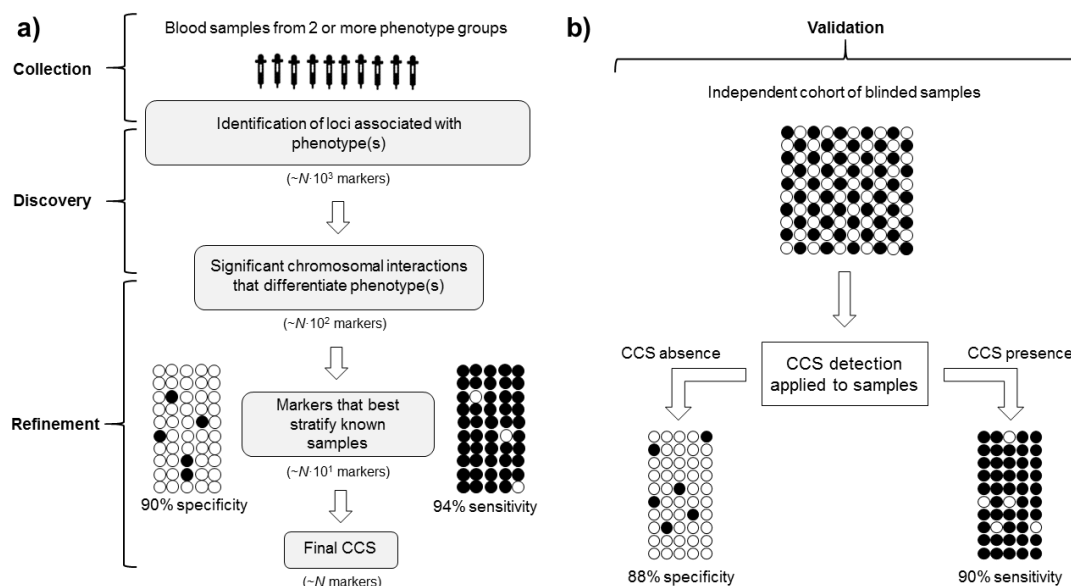 a)
Collection
Blood samples from 2 or more phenotype groups
Identification of loci associated with
phenotype(s)
(~N·10³ markers)
Discovery
Significant chromosomal interactions
that differentiate phenotype(s)
(~N·10² markers)
Refinement
Markers that best
stratify known
samples
(~N·10¹ markers)
90% specificity
94% sensitivity
Final CCS
(~N markers)
b)
Validation
Independent cohort of blinded samples
CCS absence
CCS detection
applied to samples
CCS presence
88% specificity
90% sensitivity